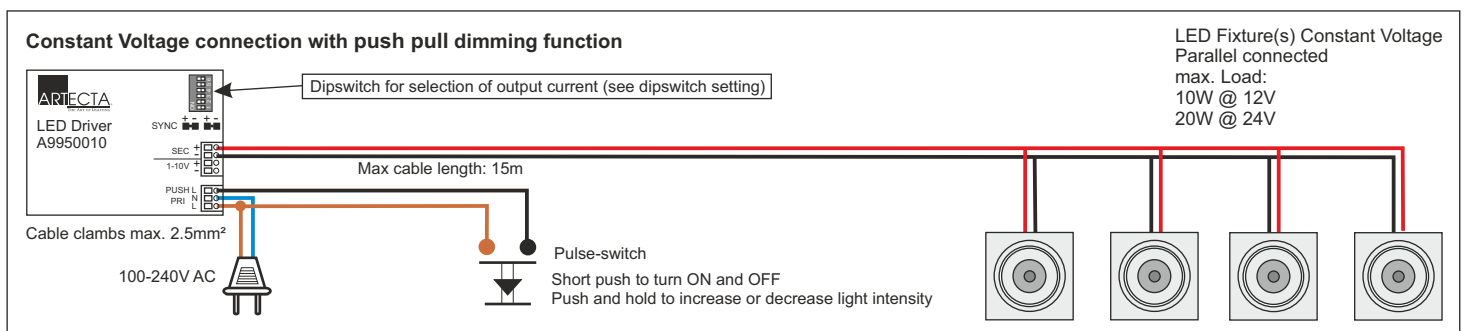 Constant Voltage connection with push pull dimming function
LED Fixture(s) Constant Voltage
Parallel connected
max. Load:
10W @ 12V
20W @ 24V
Dipswitch for selection of output current (see dipswitch setting)
ARTECTA
LED Driver
A9950010
SYNC + - + -
SEC +
-
1-10V +
-
Max cable length: 15m
PUSH L
PRI N
L
Cable clambs max. 2.5mm²
100-240V AC
Pulse-switch
Short push to turn ON and OFF
Push and hold to increase or decrease light intensity